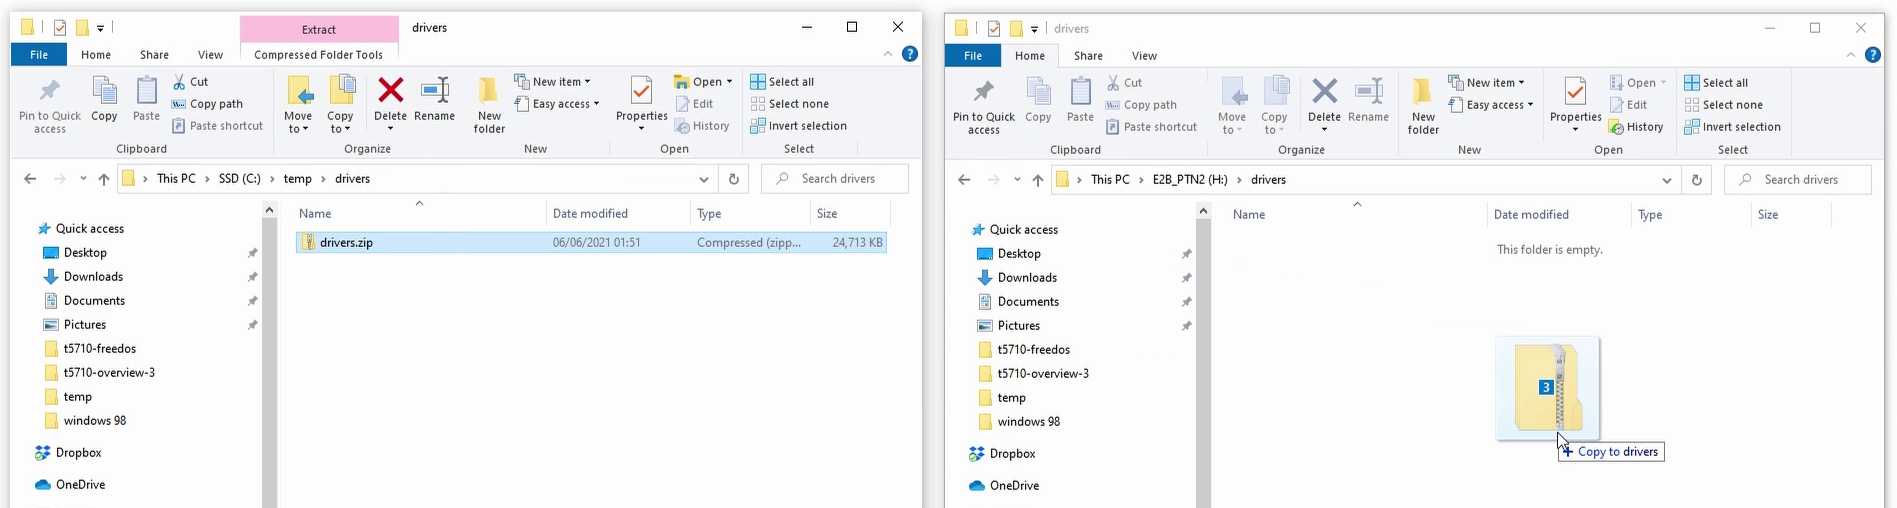 Extract
drivers
File
Home
Share
View
Compressed Folder Tools
Pin to Quick access
Copy
Paste
Cut
Copy path
Paste shortcut
Clipboard
Move to
Copy to
Delete
Rename
Organize
New folder
New item
Easy access
New
Properties
Open
Edit
History
Open
Select all
Select none
Invert selection
Select
This PC > SSD (C:) > temp > drivers
Search drivers
Quick access
Desktop
Downloads
Documents
Pictures
t5710-freedos
t5710-overview-3
temp
windows 98
Dropbox
OneDrive
Name
Date modified
Type
Size
drivers.zip
06/06/2021 01:51
Compressed (zipp...
24,713 KB
drivers
File
Home
Share
View
Pin to Quick access
Copy
Paste
Cut
Copy path
Paste shortcut
Clipboard
Move to
Copy to
Delete
Rename
Organize
New folder
New item
Easy access
New
Properties
Open
Edit
History
Open
Select all
Select none
Invert selection
Select
This PC > E2B_PTN2 (H:) > drivers
Search drivers
Quick access
Desktop
Downloads
Documents
Pictures
t5710-freedos
t5710-overview-3
temp
windows 98
Dropbox
OneDrive
Name
Date modified
Type
Size
This folder is empty.
3
+ Copy to drivers